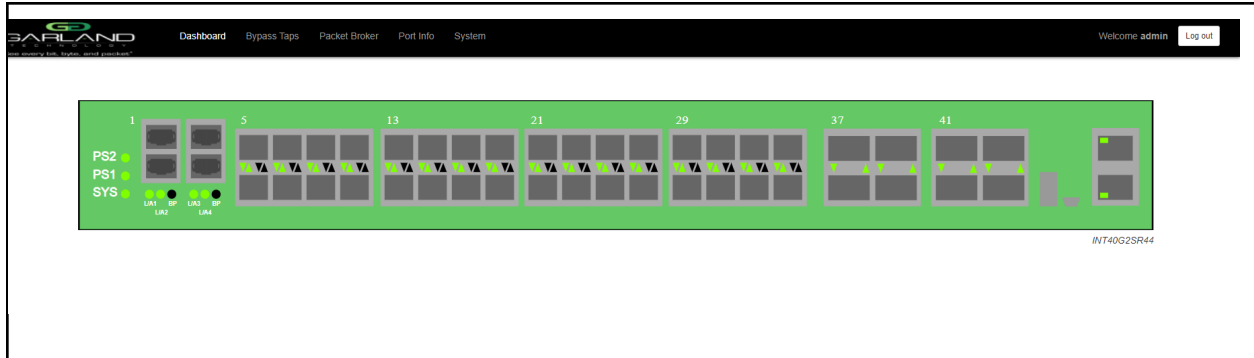 GARLAND
TECHNOLOGY
see every bit, byte, and packet®
Dashboard Bypass Taps Packet Broker Port Info System
Welcome admin Log out
1 5 13 21 29 37 41
PS2
PS1
SYS
L/A1 BP L/A3 BP
L/A2 L/A4
INT40G2SR44